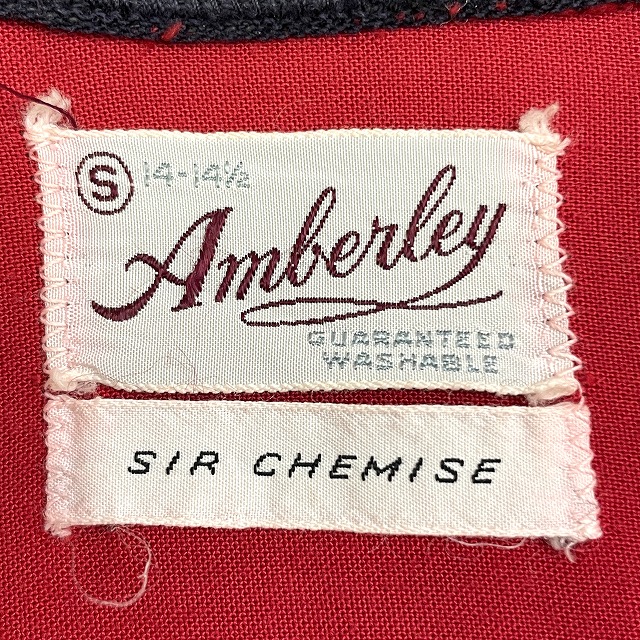 S 14-14½
Amberley
GUARANTEED
WASHABLE
SIR CHEMISE